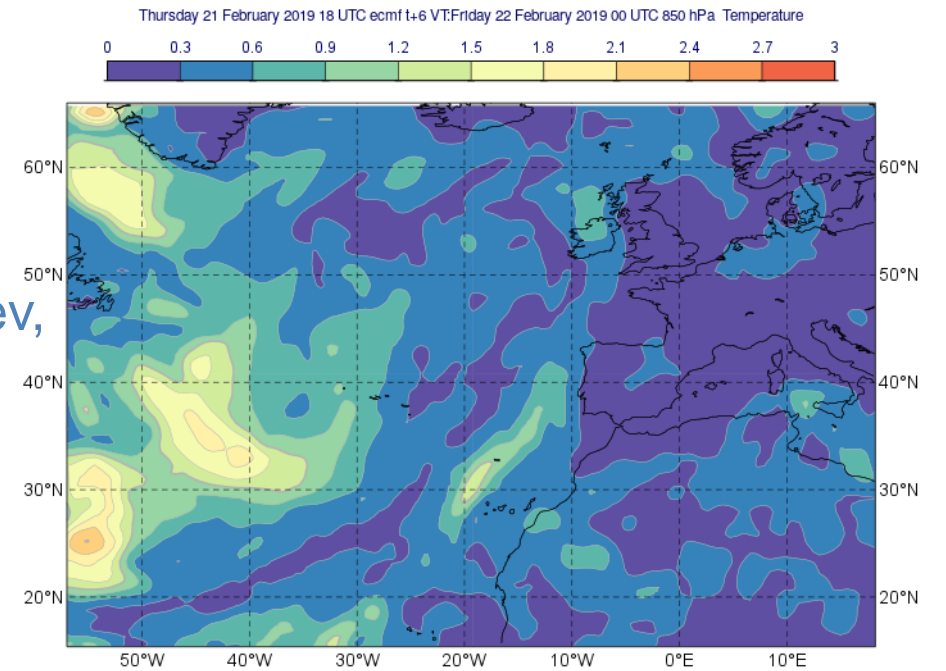 Thursday 21 February 2019 18 UTC ecmf t+6 VT:Friday 22 February 2019 00 UTC 850 hPa Temperature
0 0.3 0.6 0.9 1.2 1.5 1.8 2.1 2.4 2.7 3
60°N 60°N
50°N 50°N
ev,
40°N 40°N
30°N 30°N
20°N 20°N
50°W 40°W 30°W 20°W 10°W 0°E 10°E